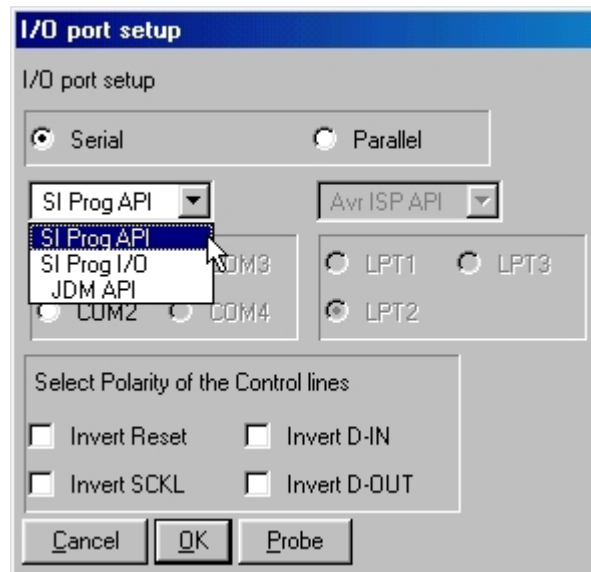 I/O port setup
I/O port setup
Serial
Parallel
SI Prog API
Avr ISP API
SI Prog API
SI Prog I/O
JDM API
COM3
LPT1
LPT3
COM2
COM4
LPT2
Select Polarity of the Control lines
Invert Reset
Invert D-IN
Invert SCKL
Invert D-OUT
Cancel
OK
Probe